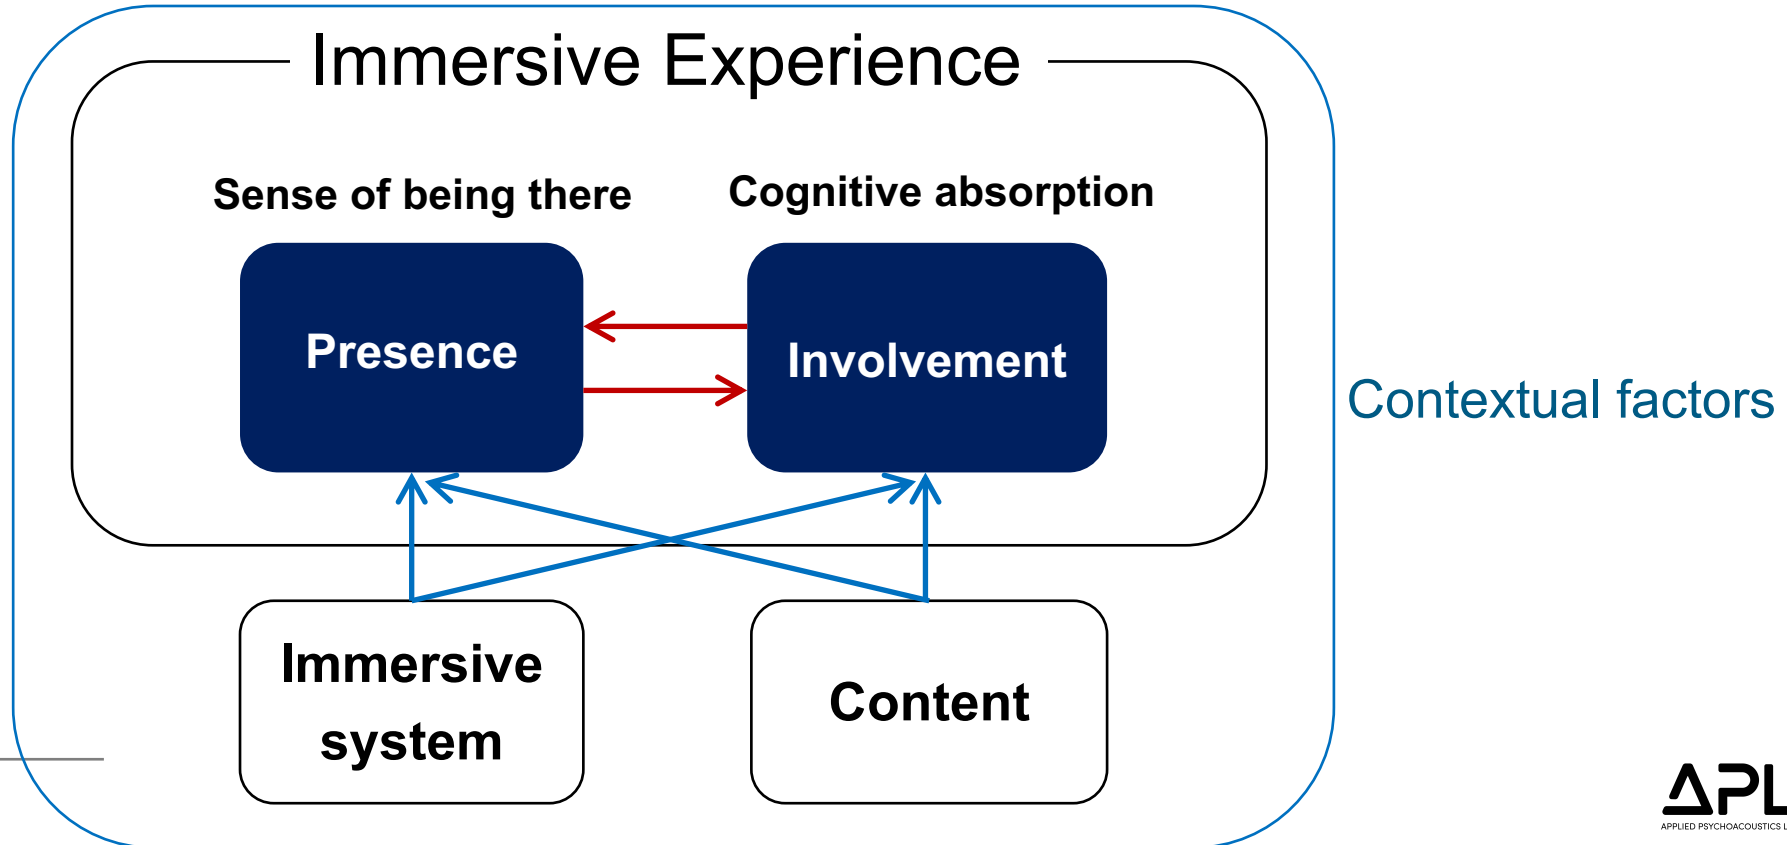 Immersive Experience
Sense of being there
Cognitive absorption
Presence
Involvement
Contextual factors
Immersive
system
Content
APL
APPLIED PSYCHOACOUSTICS L